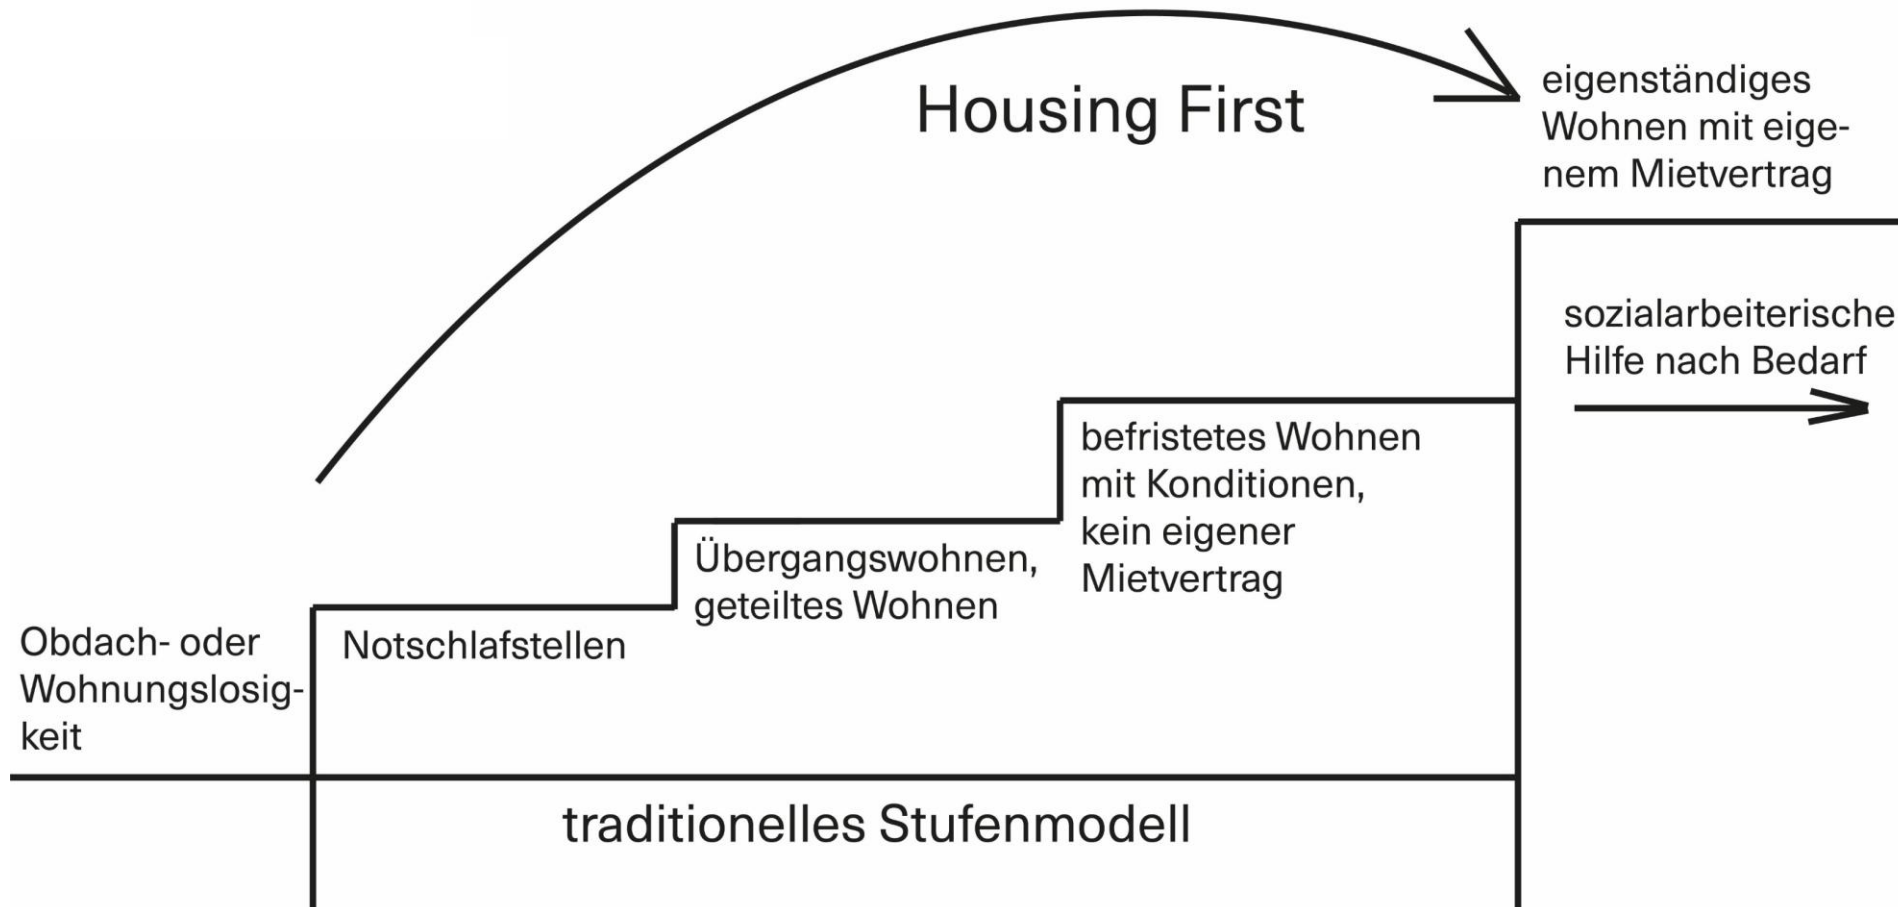 Housing First
eigenständiges
Wohnen mit eige-
nem Mietvertrag
sozialarbeiterische
Hilfe nach Bedarf
befristetes Wohnen
mit Konditionen,
kein eigener
Mietvertrag
Übergangswohnen,
geteiltes Wohnen
Notschlafstellen
Obdach- oder
Wohnungslosig-
keit
traditionelles Stufenmodell